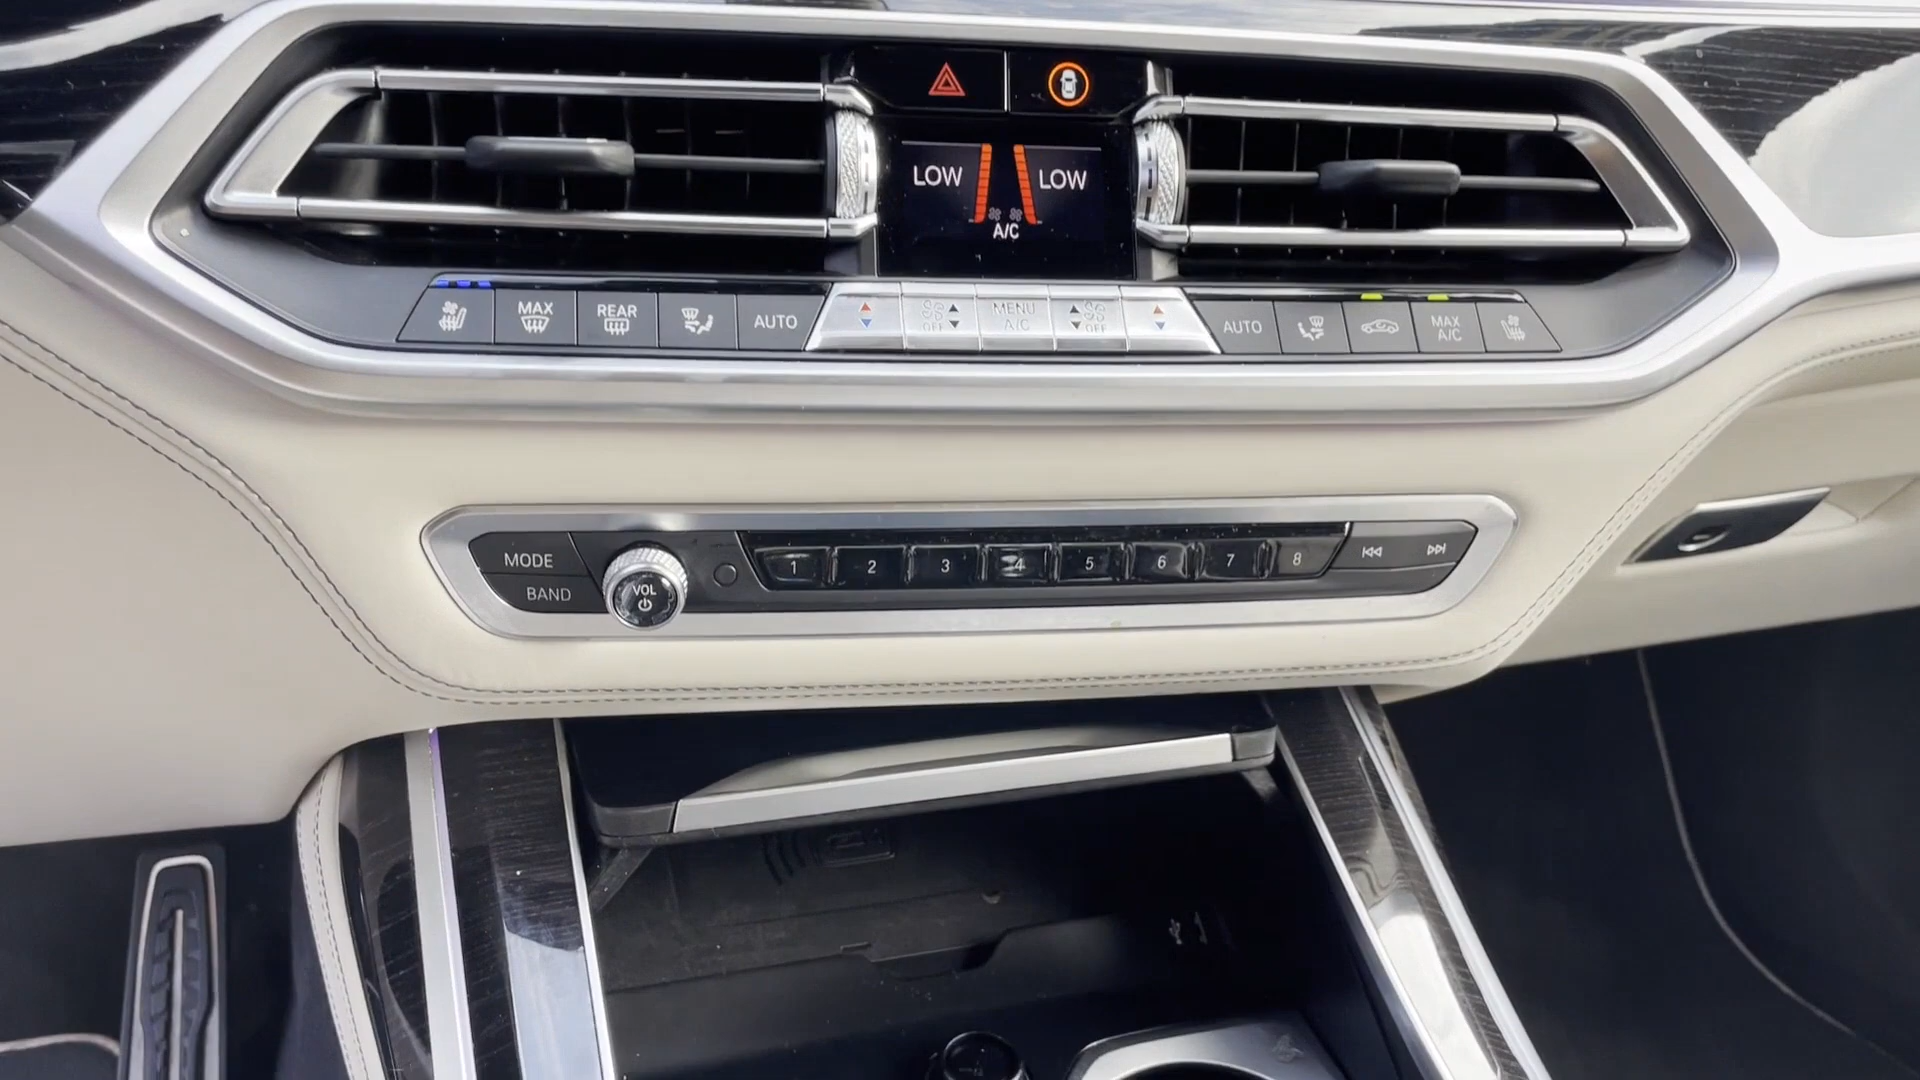 LOW LOW
A/C
MAX
REAR
AUTO
OFF
MENU
A/C
OFF
AUTO
MAX
A/C
MODE
BAND
VOL
1 2 3 4 5 6 7 8